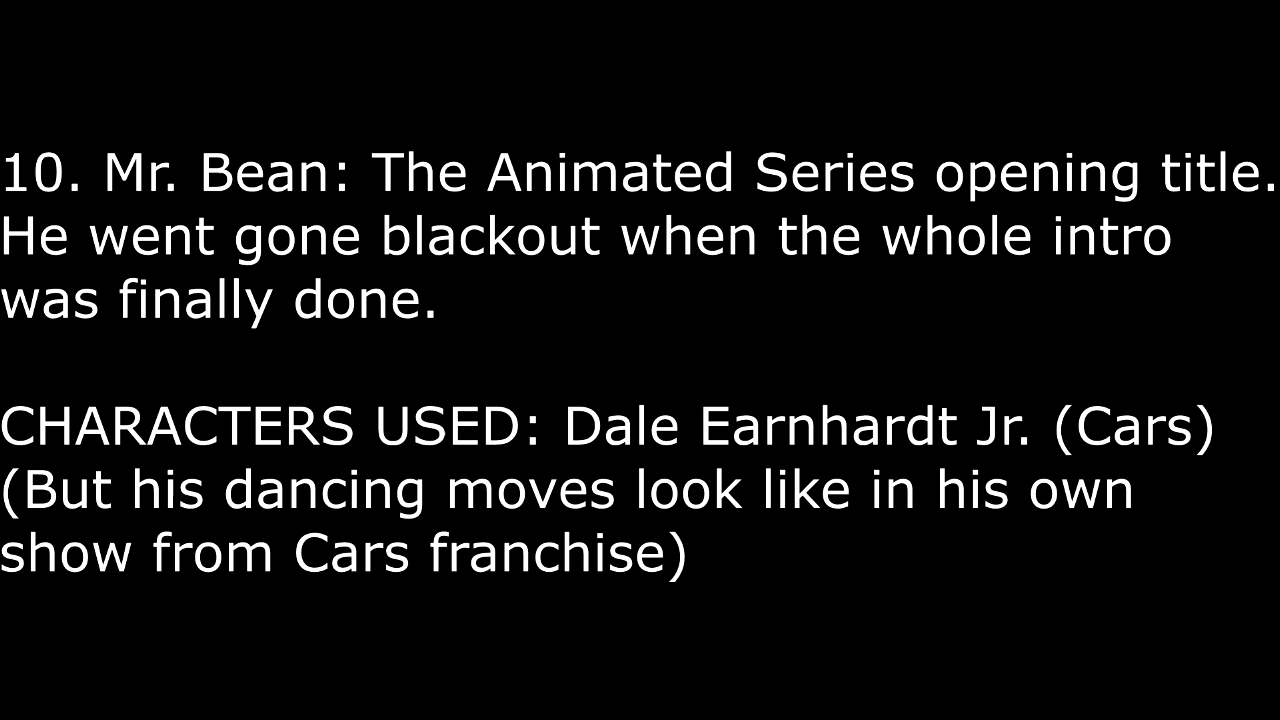 10. Mr. Bean: The Animated Series opening title.
He went gone blackout when the whole intro
was finally done.
CHARACTERS USED: Dale Earnhardt Jr. (Cars)
(But his dancing moves look like in his own
show from Cars franchise)